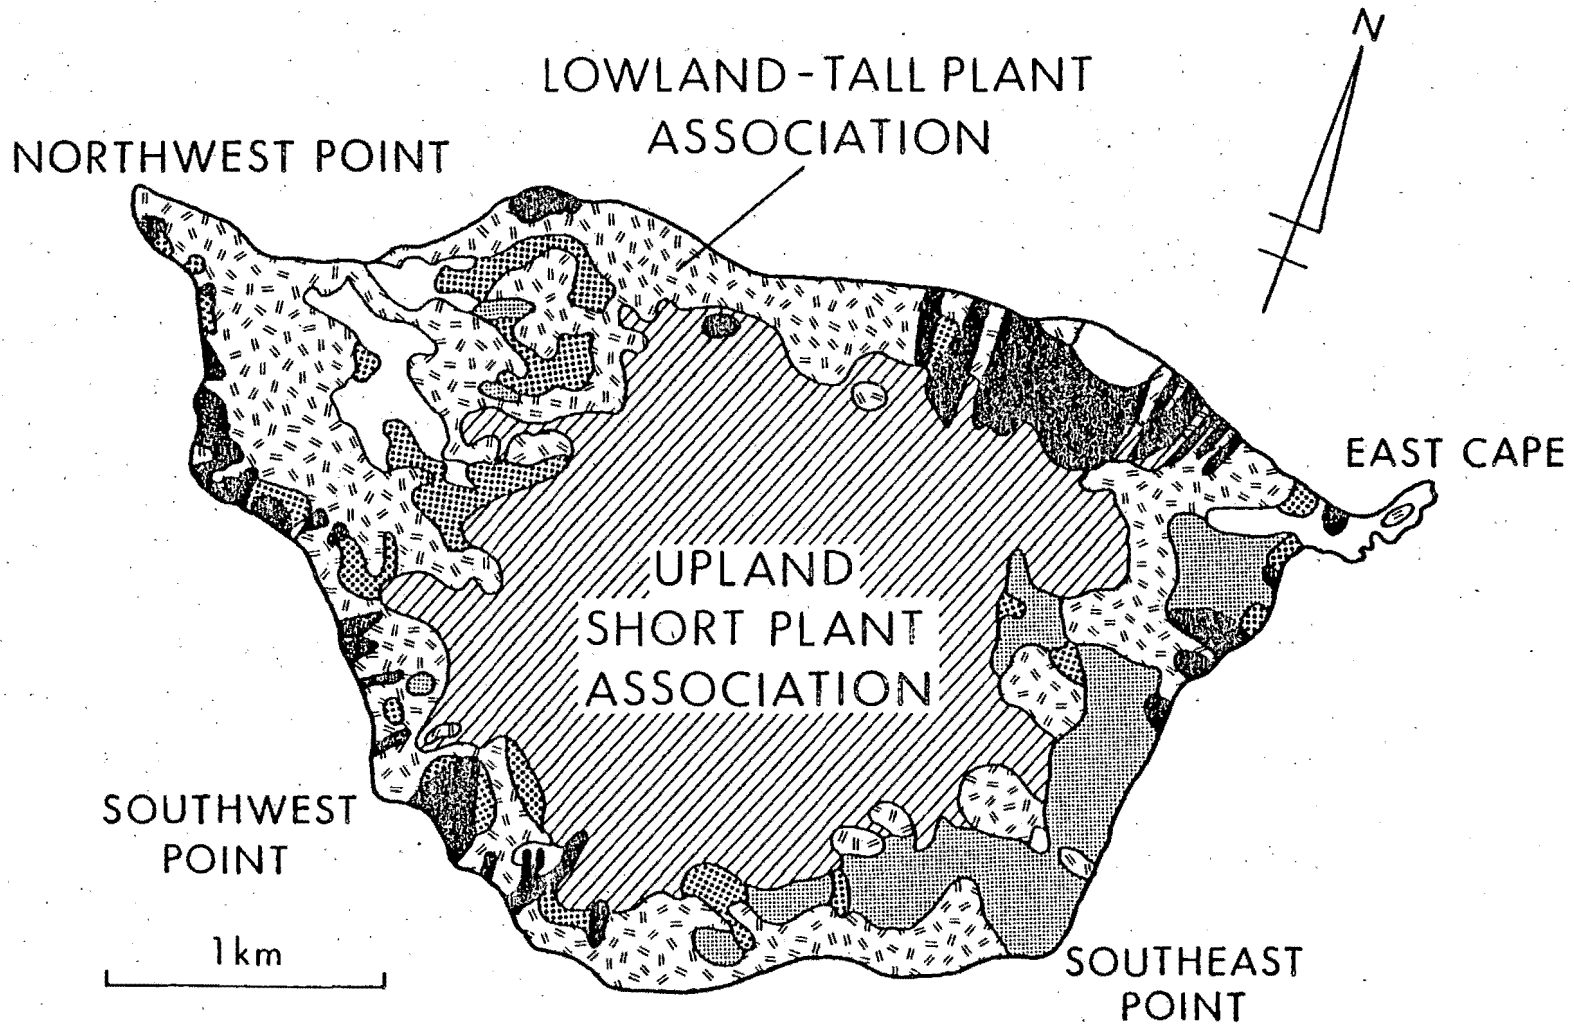 N
LOWLAND-TALL PLANT
ASSOCIATION
NORTHWEST POINT
EAST CAPE
UPLAND
SHORT PLANT
ASSOCIATION
SOUTHWEST
POINT
1km
SOUTHEAST
POINT